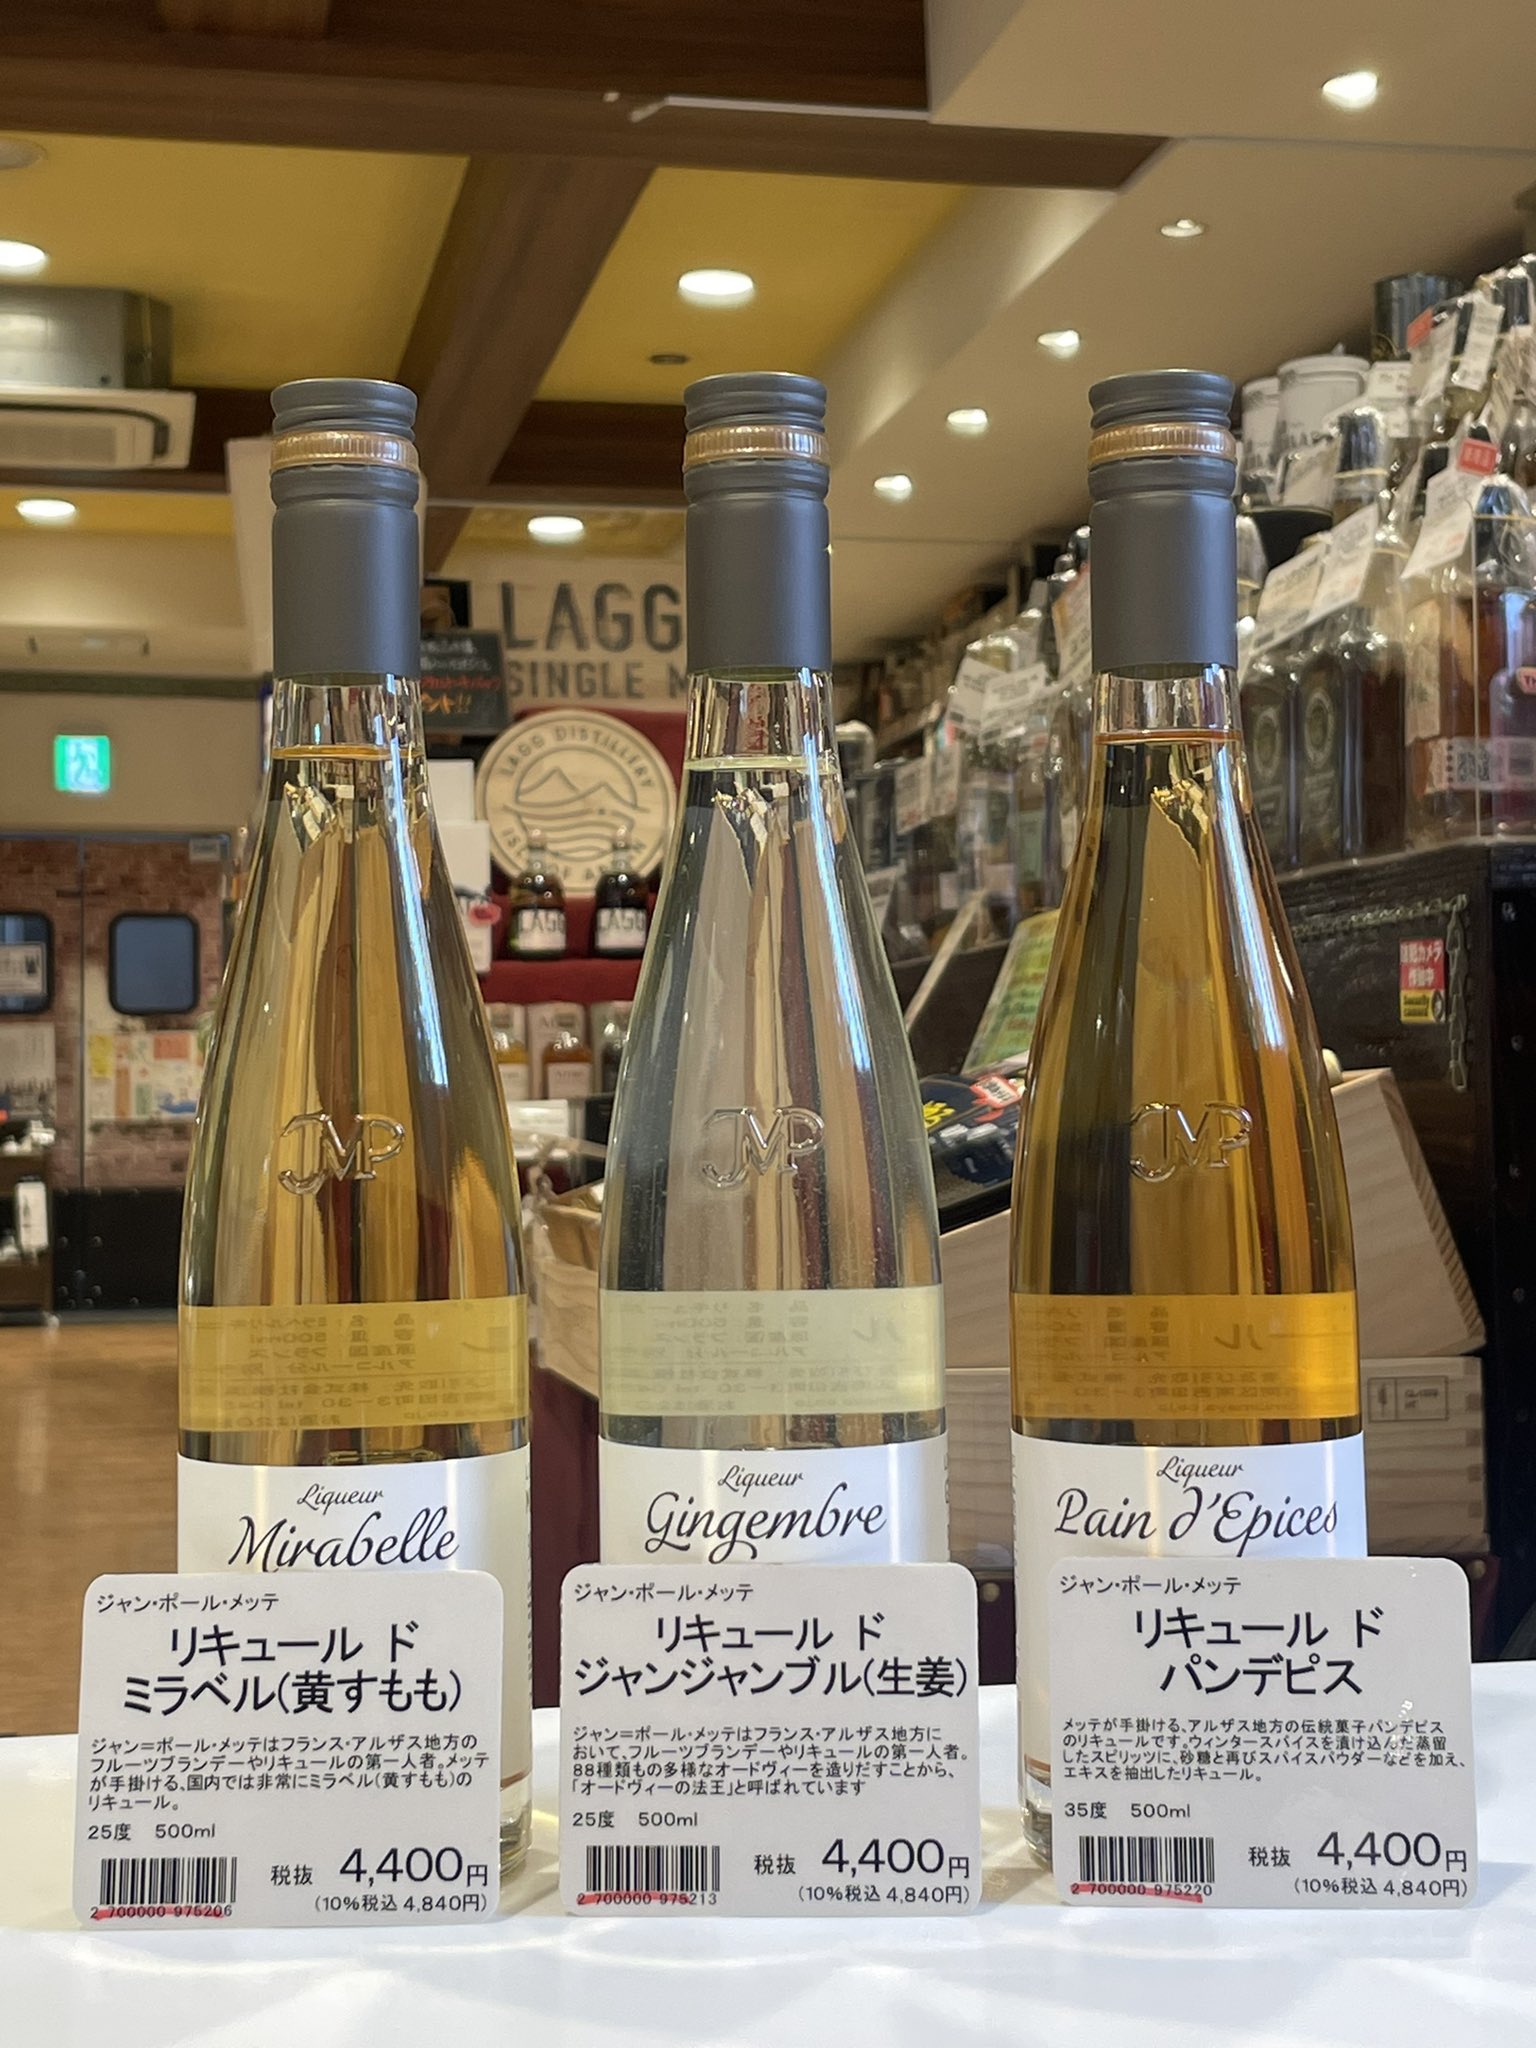 LAGG
SINGLE M
LAGG DISTILLERY
LAGG
LAGG
防犯カメラ
作動中
JMP
JMP
JMP
Liqueur
Mirabelle
Liqueur
Gingembre
Liqueur
Pain d'Epices
ジャン・ポール・メッテ
リキュール ド
ミラベル(黄すもも)
ジャン=ポール・メッテはフランス・アルザス地方の
フルーツブランデーやリキュールの第一人者。メッテ
が手掛ける、国内では非常にミラベル(黄すもも)の
リキュール。
25度 500ml
税抜 4,400円
(10%税込 4,840円)
2 700000 975206
ジャン・ポール・メッテ
リキュール ド
ジャンジャンブル(生姜)
ジャン=ポール・メッテはフランス・アルザス地方に
おいて、フルーツブランデーやリキュールの第一人者。
88種類もの多様なオードヴィーを造りだすことから、
「オードヴィーの法王」と呼ばれています
25度 500ml
税抜 4,400円
(10%税込 4,840円)
2 700000 975213
ジャン・ポール・メッテ
リキュール ド
パンデピス
メッテが手掛ける、アルザス地方の伝統菓子パンデピス
のリキュールです。ウィンタースパイスを漬け込んだ蒸留
したスピリッツに、砂糖と再びスパイスパウダーなどを加え、
エキスを抽出したリキュール。
35度 500ml
税抜 4,400円
(10%税込 4,840円)
2 700000 975220